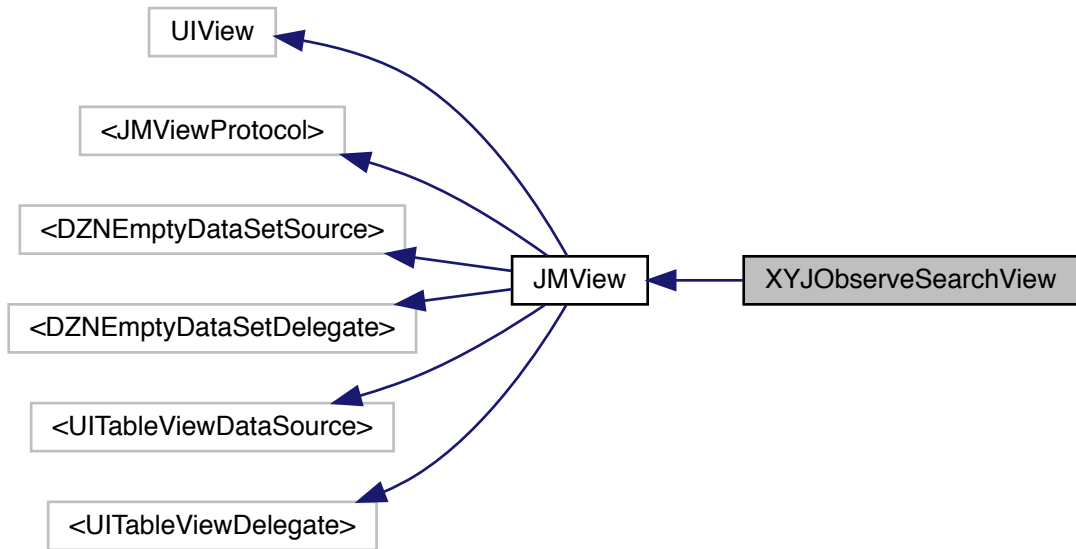 UIView
<JMViewProtocol>
<DZNEmptyDataSetSource>
<DZNEmptyDataSetDelegate>
<UITableViewDataSource>
<UITableViewDelegate>
JMView
XYJObserveSearchView